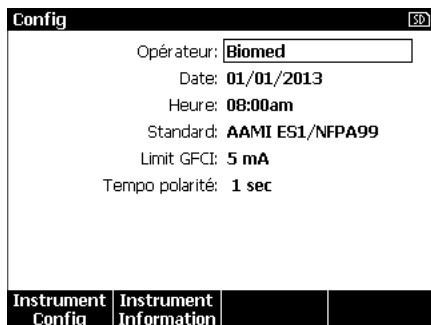 Config SD
Opérateur: Biomed
Date: 01/01/2013
Heure: 08:00am
Standard: AAMI ES1/NFPA99
Limit GFCI: 5 mA
Tempo polarité: 1 sec
Instrument Config
Instrument Information